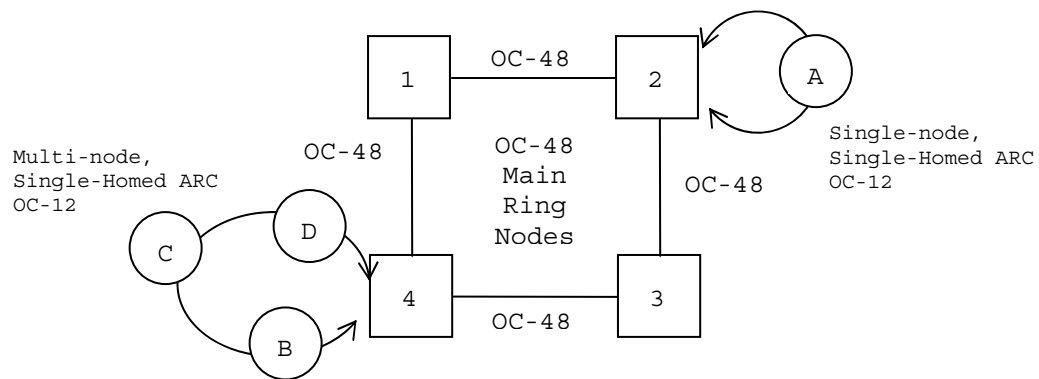 OC-48
1
2
A
OC-48
OC-48
Main
Ring
Nodes
OC-48
Single-node,
Single-Homed ARC
OC-12
Multi-node,
Single-Homed ARC
OC-12
C
D
B
4
3
OC-48